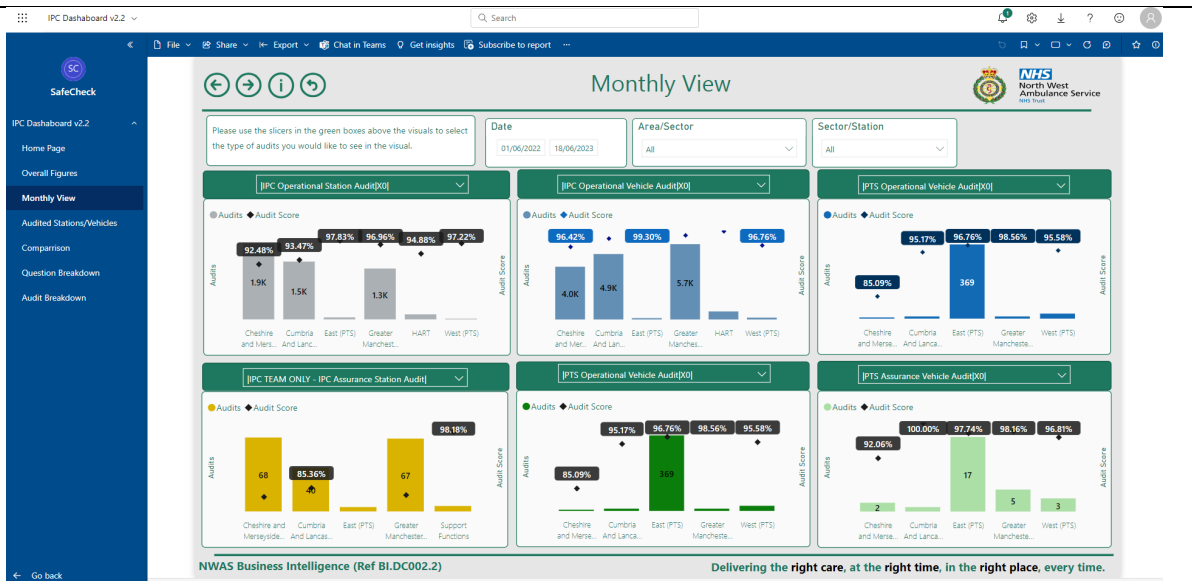 IPC Dashaboard v2.2
Search
1
SC
SafeCheck
IPC Dashaboard v2.2
Home Page
Overall Figures
Monthly View
Audited Stations/Vehicles
Comparrison
Question Breakdown
Audit Breakdown
Go back
File
Share
Export
Chat in Teams
Get insights
Subscribe to report
Monthly View
NHS
North West
Ambulance Service
NHS Trust
Please use the slicers in the green boxes above the visuals to select
the type of audits you would like to see in the visual.
Date
01/06/2022 18/06/2023
Area/Sector
All
Sector/Station
All
|IPC Operational Station Audit|X0|
Audits Audit Score
92.48% 93.47% 97.83% 96.96% 94.88% 97.22%
1.9K 1.5K 1.3K
Audits
Audit Score
Cheshire Cumbria East (PTS) Greater HART West (PTS)
and Mers... And Lanc... Manchest...
|IPC Operational Vehicle Audit|X0|
Audits Audit Score
96.42% 99.30% 96.76%
4.0K 4.9K 5.7K
Audits
Audit Score
Cheshire Cumbria East (PTS) Greater HART West (PTS)
and Mer... And Lan... Manches...
|PTS Operational Vehicle Audit|X0|
Audits Audit Score
85.09% 95.17% 96.76% 98.56% 95.58%
369
Audits
Audit Score
Cheshire Cumbria East (PTS) Greater West (PTS)
and Merse... And Lanca... Mancheste...
|IPC TEAM ONLY - IPC Assurance Station Audit|
Audits Audit Score
85.36% 98.18%
68 40 67
Audits
Audit Score
Cheshire and Cumbria East (PTS) Greater Support
Merseyside... And Lancas... Manchester... Functions
|PTS Operational Vehicle Audit|X0|
Audits Audit Score
85.09% 95.17% 96.76% 98.56% 95.58%
369
Audits
Audit Score
Cheshire Cumbria East (PTS) Greater West (PTS)
and Merse... And Lanca... Mancheste...
|PTS Assurance Vehicle Audit|X0|
Audits Audit Score
92.06% 100.00% 97.74% 98.16% 96.81%
2 17 5 3
Audits
Audit Score
Cheshire Cumbria East (PTS) Greater West (PTS)
and Merse... And Lanca... Mancheste...
NWAS Business Intelligence (Ref BI.DC002.2)
Delivering the right care, at the right time, in the right place, every time.